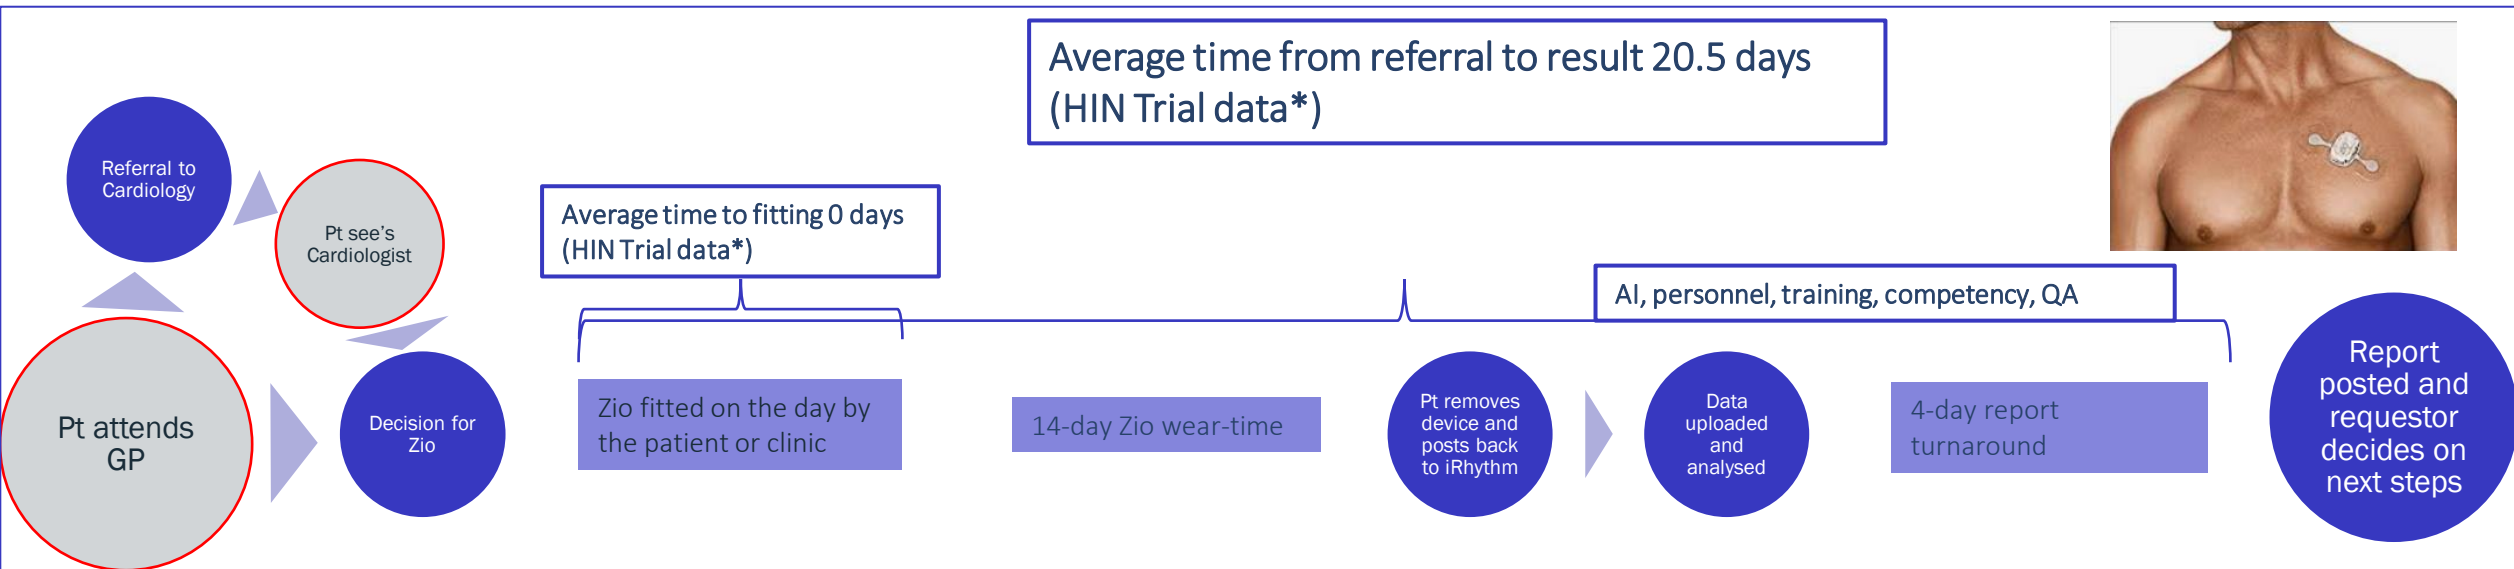 Average time from referral to result 20.5 days
(HIN Trial data*)
Referral to
Cardiology
Pt see's
Cardiologist
Average time to fitting 0 days
(HIN Trial data*)
AI, personnel, training, competency, QA
Pt attends
GP
Decision for
Zio
Zio fitted on the day by
the patient or clinic
14-day Zio wear-time
Pt removes
device and
posts back
to iRhythm
Data
uploaded
and
analysed
4-day report
turnaround
Report
posted and
requestor
decides on
next steps